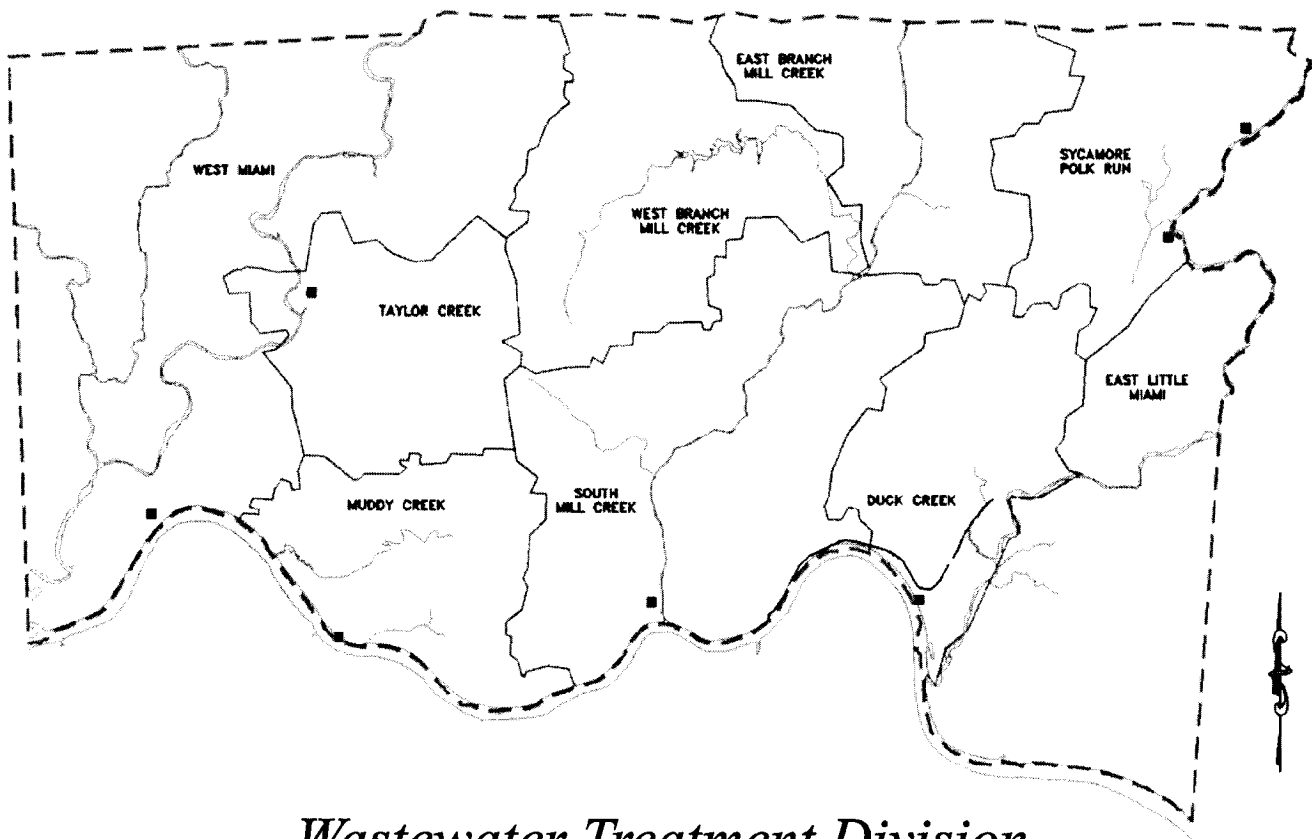 EAST BRANCH
MILL CREEK
WEST MIAMI
SYCAMORE
POLK RUN
WEST BRANCH
MILL CREEK
TAYLOR CREEK
EAST LITTLE
MIAMI
MUDDY CREEK
SOUTH
MILL CREEK
DUCK CREEK
Wastewater Treatment Division